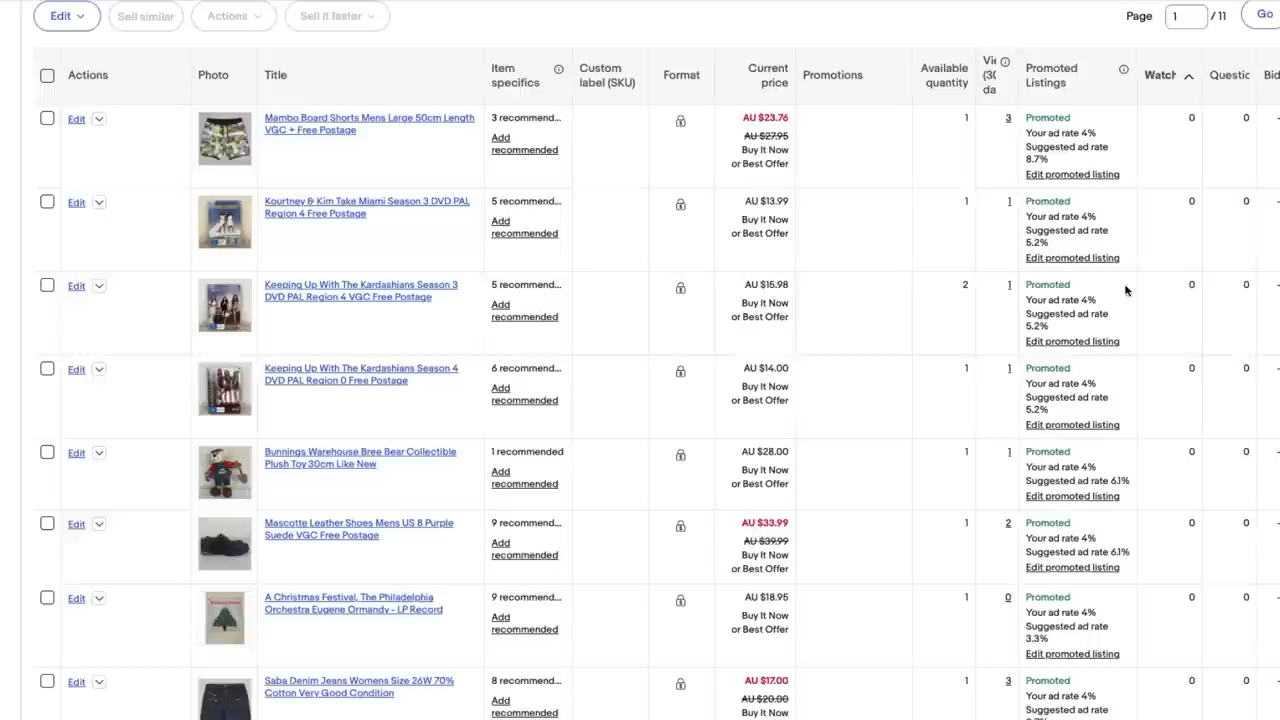 Edit Sell similar Actions Sell it faster Page 1 / 11 Go
Actions Photo Title Item specifics Custom label (SKU) Format Current price Promotions Available quantity Vie (30 da Promoted Listings Watch Questic Bid
Edit
Mambo Board Shorts Mens Large 50cm Length
VGC + Free Postage
3 recommend...
Add
recommended
AU $23.76
AU $27.95
Buy It Now
or Best Offer
1
3
Promoted
Your ad rate 4%
Suggested ad rate
8.7%
Edit promoted listing
0
0
Edit
Kourtney & Kim Take Miami Season 3 DVD PAL
Region 4 Free Postage
5 recommend...
Add
recommended
AU $13.99
Buy It Now
or Best Offer
1
1
Promoted
Your ad rate 4%
Suggested ad rate
5.2%
Edit promoted listing
0
0
Edit
Keeping Up With The Kardashians Season 3
DVD PAL Region 4 VGC Free Postage
5 recommend...
Add
recommended
AU $15.98
Buy It Now
or Best Offer
2
1
Promoted
Your ad rate 4%
Suggested ad rate
5.2%
Edit promoted listing
0
0
Edit
Keeping Up With The Kardashians Season 4
DVD PAL Region 0 Free Postage
6 recommend...
Add
recommended
AU $14.00
Buy It Now
or Best Offer
1
1
Promoted
Your ad rate 4%
Suggested ad rate
5.2%
Edit promoted listing
0
0
Edit
Bunnings Warehouse Bree Bear Collectible
Plush Toy 30cm Like New
1 recommended
Add
recommended
AU $28.00
Buy It Now
or Best Offer
1
1
Promoted
Your ad rate 4%
Suggested ad rate 6.1%
Edit promoted listing
0
0
Edit
Mascotte Leather Shoes Mens US 8 Purple
Suede VGC Free Postage
9 recommend...
Add
recommended
AU $33.99
AU $39.99
Buy It Now
or Best Offer
1
2
Promoted
Your ad rate 4%
Suggested ad rate 6.1%
Edit promoted listing
0
0
Edit
A Christmas Festival, The Philadelphia
Orchestra Eugene Ormandy - LP Record
9 recommend...
Add
recommended
AU $18.95
Buy It Now
or Best Offer
1
0
Promoted
Your ad rate 4%
Suggested ad rate
3.3%
Edit promoted listing
0
0
Edit
Saba Denim Jeans Womens Size 26W 70%
Cotton Very Good Condition
8 recommend...
Add
recommended
AU $17.00
AU $20.00
Buy It Now
1
3
Promoted
Your ad rate 4%
Suggested ad rate
0
0